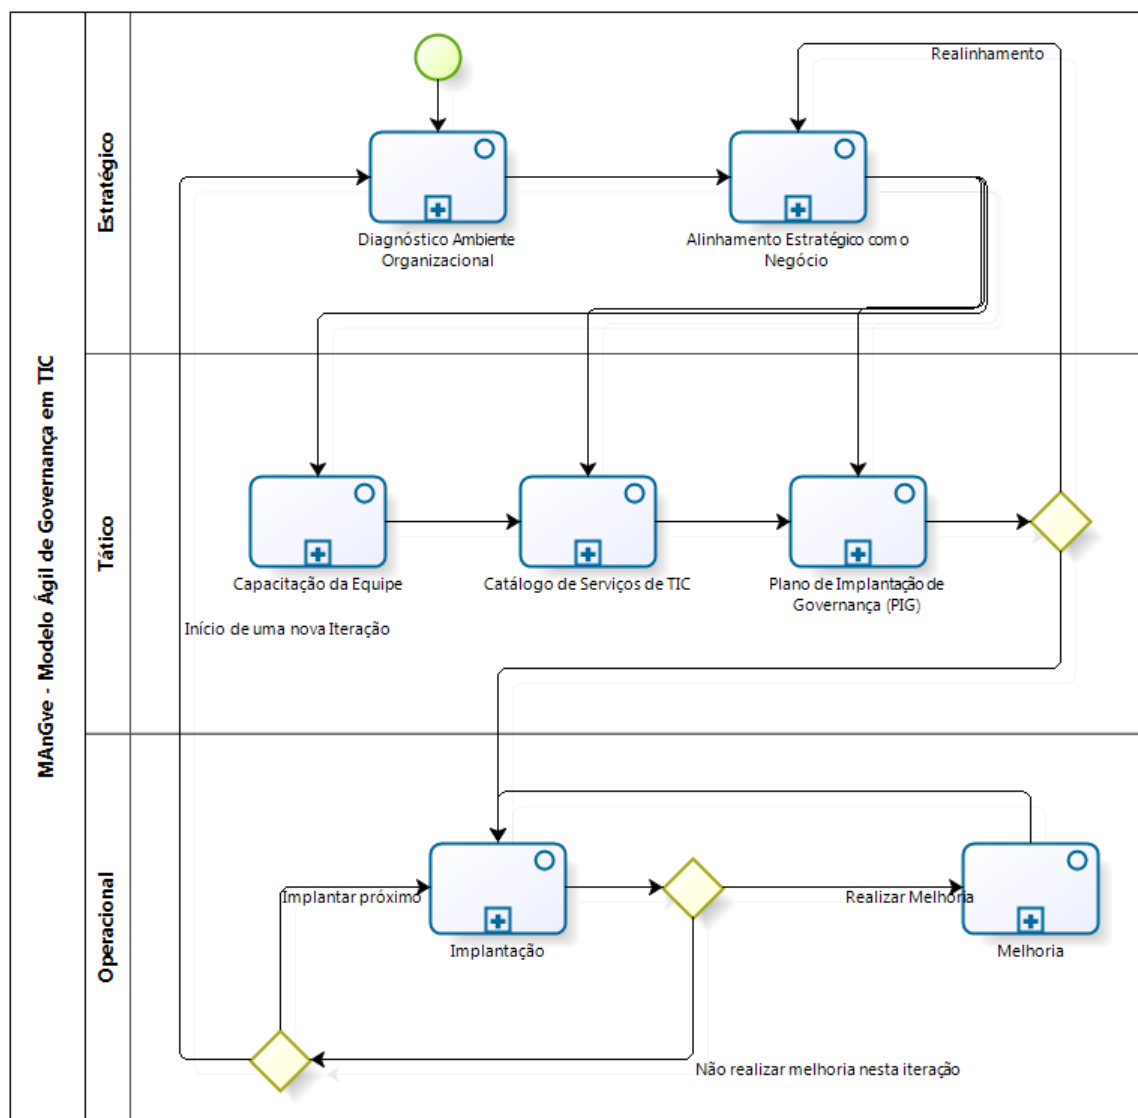 MAnGve - Modelo Ágil de Governança em TIC
Estratégico
Realinhamento
Diagnóstico Ambiente
Organizacional
Alinhamento Estratégico com o
Negócio
Tático
Capacitação da Equipe
Catálogo de Serviços de TIC
Plano de Implantação de
Governança (PIG)
Início de uma nova Iteração
Operacional
Implantar próximo
Realizar Melhoria
Implantação
Melhoria
Não realizar melhoria nesta iteração